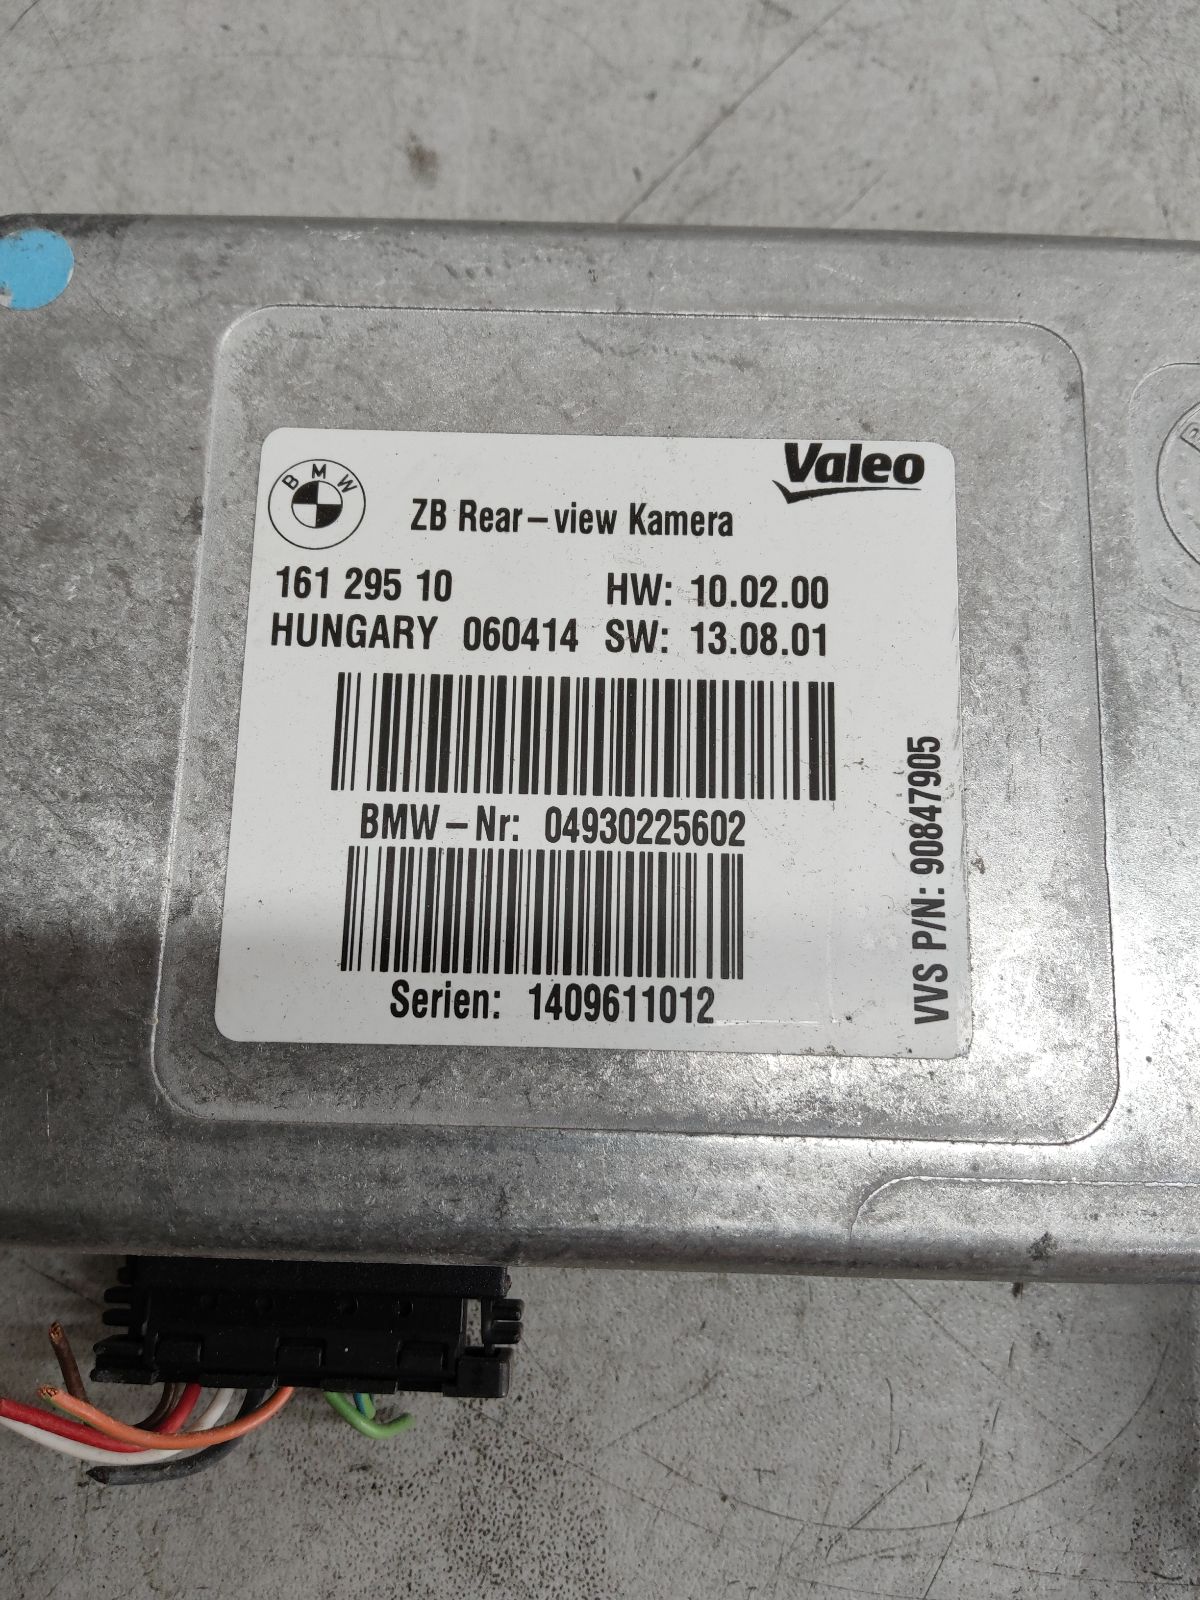 BMW
Valeo
ZB Rear-view Kamera
161 295 10 HW: 10.02.00
HUNGARY 060414 SW: 13.08.01
BMW-Nr: 04930225602
Serien: 1409611012
VVS P/N: 90847905